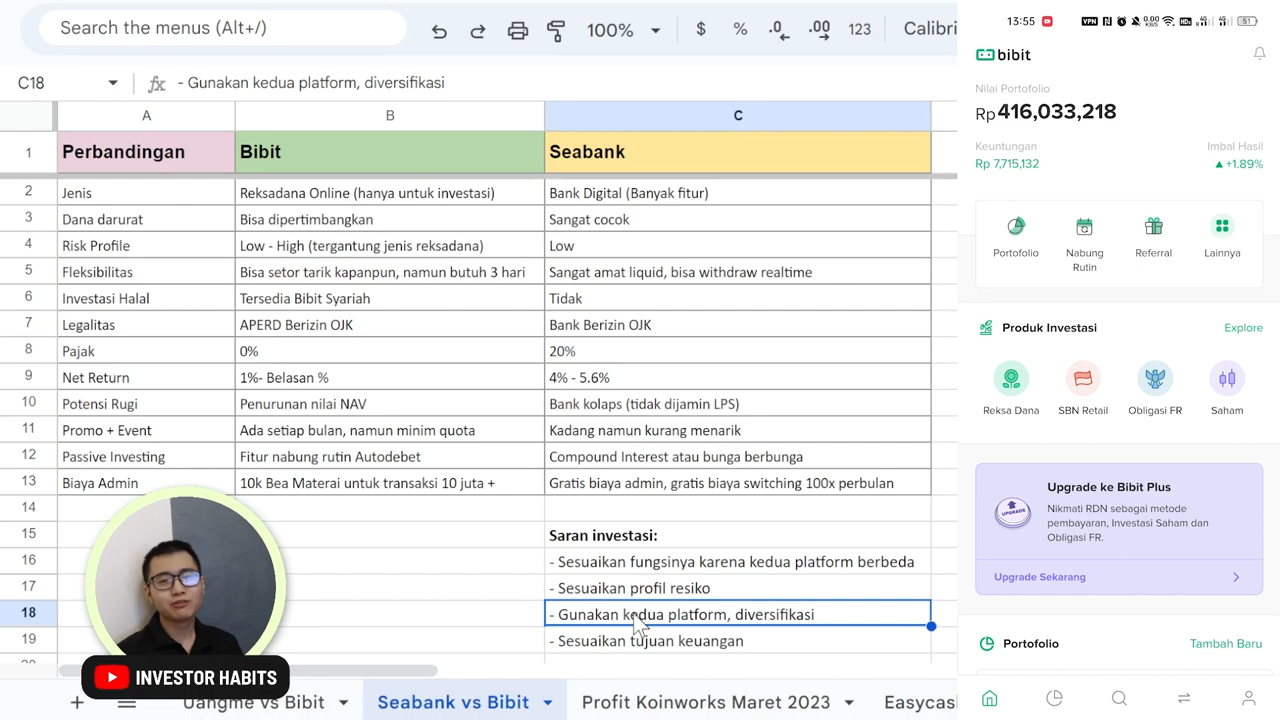 Search the menus (Alt+/)
100%
$
%
.0
.00
123
Calibri
C18
- Gunakan kedua platform, diversifikasi
A
B
C
1
Perbandingan
Bibit
Seabank
2
Jenis
Reksadana Online (hanya untuk investasi)
Bank Digital (Banyak fitur)
3
Dana darurat
Bisa dipertimbangkan
Sangat cocok
4
Risk Profile
Low - High (tergantung jenis reksadana)
Low
5
Fleksibilitas
Bisa setor tarik kapanpun, namun butuh 3 hari
Sangat amat liquid, bisa withdraw realtime
6
Investasi Halal
Tersedia Bibit Syariah
Tidak
7
Legalitas
APERD Berizin OJK
Bank Berizin OJK
8
Pajak
0%
20%
9
Net Return
1%- Belasan %
4% - 5.6%
10
Potensi Rugi
Penurunan nilai NAV
Bank kolaps (tidak dijamin LPS)
11
Promo + Event
Ada setiap bulan, namun minim quota
Kadang namun kurang menarik
12
Passive Investing
Fitur nabung rutin Autodebet
Compound Interest atau bunga berbunga
13
Biaya Admin
10k Bea Materai untuk transaksi 10 juta +
Gratis biaya admin, gratis biaya switching 100x perbulan
14
15
Saran investasi:
16
- Sesuaikan fungsinya karena kedua platform berbeda
17
- Sesuaikan profil resiko
18
- Gunakan kedua platform, diversifikasi
19
- Sesuaikan tujuan keuangan
INVESTOR HABITS
Uangme vs Bibit
Seabank vs Bibit
Profit Koinworks Maret 2023
Easycas
13:55
VPN
0.00
KB/s
HD
4G
4G
51
bibit
Nilai Portofolio
Rp 416,033,218
Keuntungan
Imbal Hasil
Rp 7,715,132
+1.89%
Portofolio
Nabung
Rutin
Referral
Lainnya
Produk Investasi
Explore
Reksa Dana
SBN Retail
Obligasi FR
Saham
UPGRADE
Upgrade ke Bibit Plus
Nikmati RDN sebagai metode
pembayaran, Investasi Saham dan
Obligasi FR.
Upgrade Sekarang
Portofolio
Tambah Baru